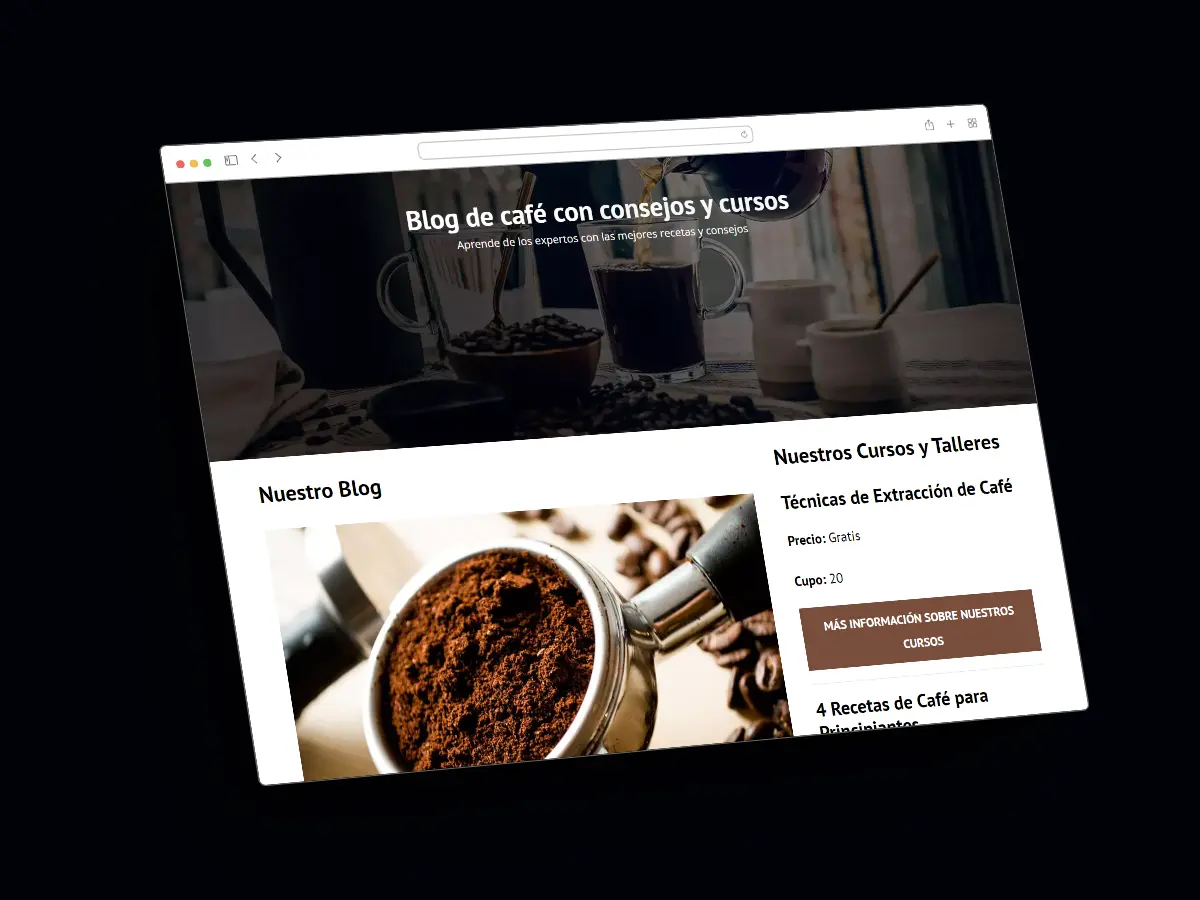 Blog de café con consejos y cursos
Aprende de los expertos con las mejores recetas y consejos
Nuestro Blog
Nuestros Cursos y Talleres
Técnicas de Extracción de Café
Precio: Gratis
Cupo: 20
MÁS INFORMACIÓN SOBRE NUESTROS
CURSOS
4 Recetas de Café para
Principiantes